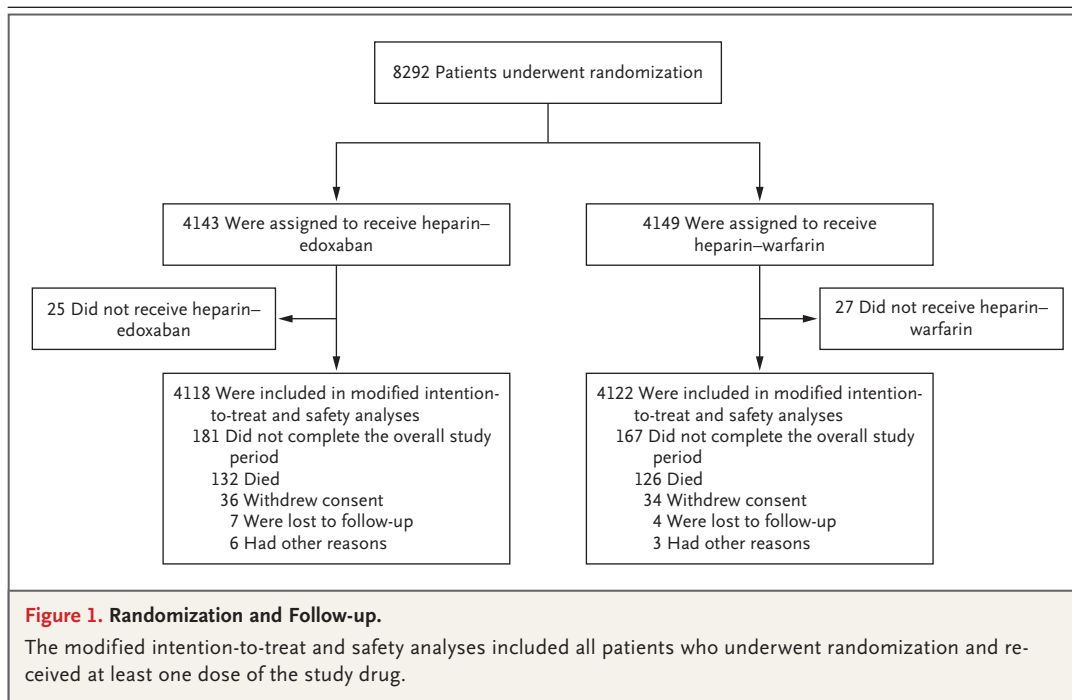 8292 Patients underwent randomization
4143 Were assigned to receive heparin–
edoxaban
4149 Were assigned to receive
heparin–warfarin
25 Did not receive heparin–
edoxaban
27 Did not receive heparin–
warfarin
4118 Were included in modified intention-
to-treat and safety analyses
181 Did not complete the overall study
period
132 Died
36 Withdrew consent
7 Were lost to follow-up
6 Had other reasons
4122 Were included in modified intention-
to-treat and safety analyses
167 Did not complete the overall study
period
126 Died
34 Withdrew consent
4 Were lost to follow-up
3 Had other reasons
Figure 1. Randomization and Follow-up.
The modified intention-to-treat and safety analyses included all patients who underwent randomization and re-
ceived at least one dose of the study drug.